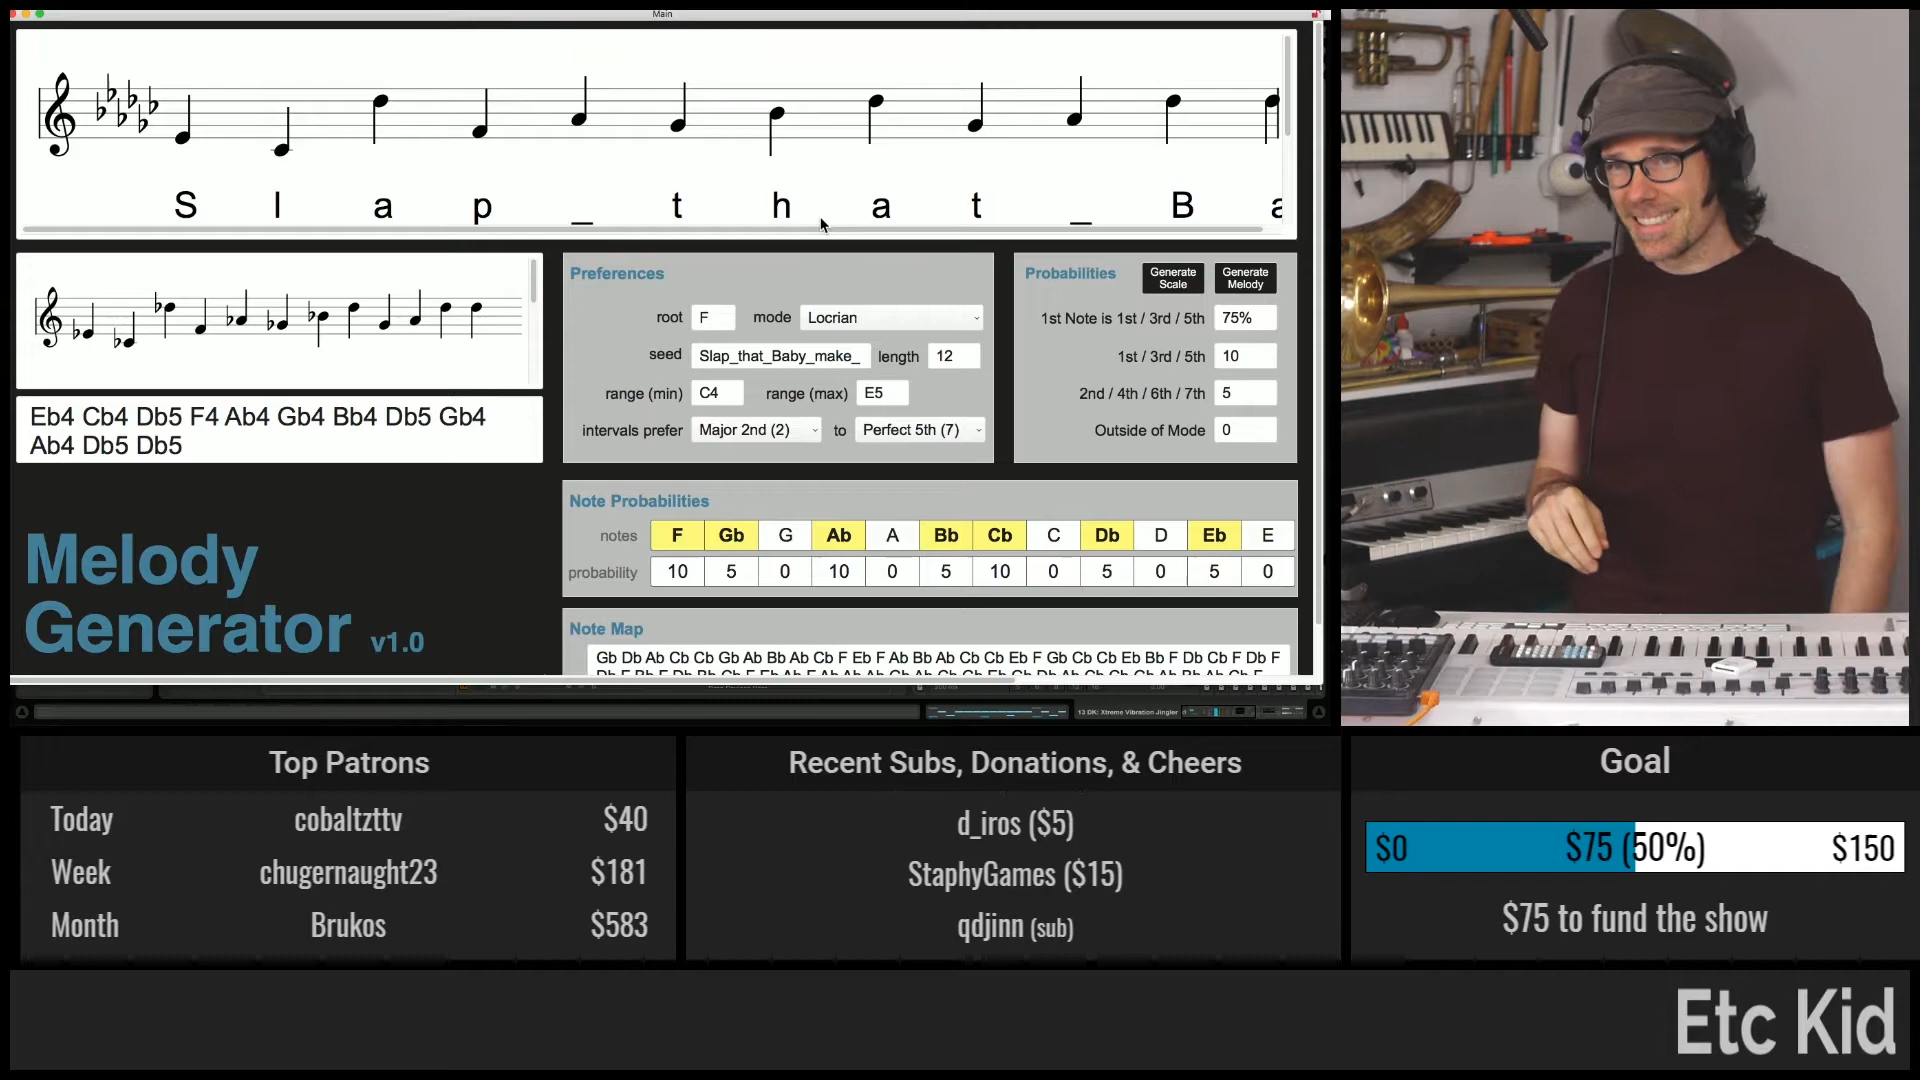 Main
S l a p _ t h a t _ B a
Eb4 Cb4 Db5 F4 Ab4 Gb4 Bb4 Db5 Gb4
Ab4 Db5 Db5
Melody
Generator v1.0
Preferences
root F mode Locrian
seed Slap_that_Baby_make_ length 12
range (min) C4 range (max) E5
intervals prefer Major 2nd (2) to Perfect 5th (7)
Probabilities Generate Scale Generate Melody
1st Note is 1st / 3rd / 5th 75%
1st / 3rd / 5th 10
2nd / 4th / 6th / 7th 5
Outside of Mode 0
Note Probabilities
notes F Gb G Ab A Bb Cb C Db D Eb E
probability 10 5 0 10 0 5 10 0 5 0 5 0
Note Map
Gb Db Ab Cb Cb Gb Ab Bb Ab Cb F Eb F Ab Bb Ab Cb Cb Eb F Gb Cb Cb Eb Bb F Db Cb F Db F
13 DK: Xtreme Vibration Jingler
Top Patrons
Today cobaltzttv $40
Week chugernaught23 $181
Month Brukos $583
Recent Subs, Donations, & Cheers
d_iros ($5)
StaphyGames ($15)
qdjinn (sub)
Goal
$0 $75 (50%) $150
$75 to fund the show
Etc Kid